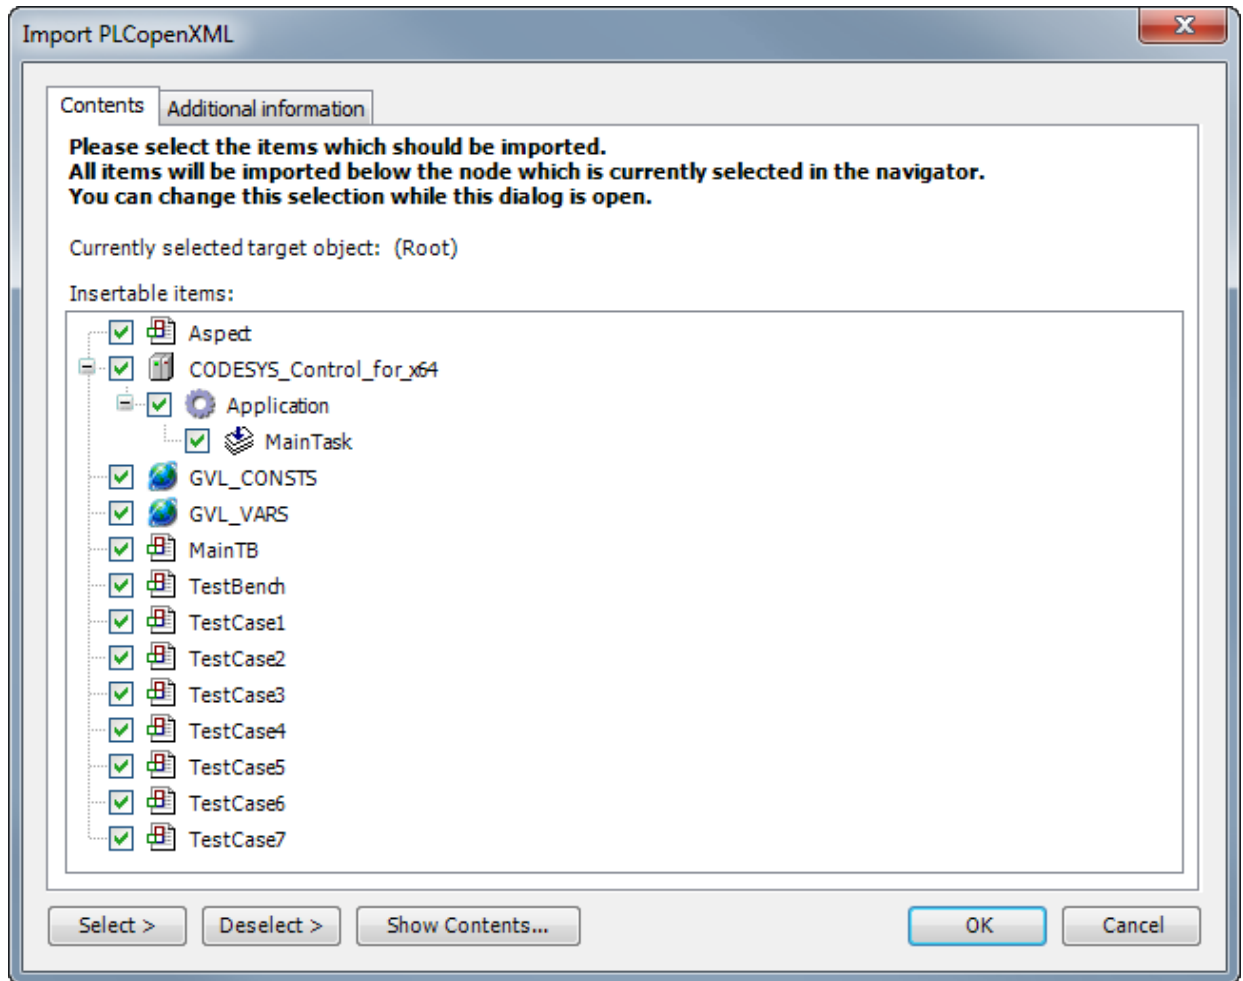 Import PLCopenXML
Contents
Additional information
Please select the items which should be imported.
All items will be imported below the node which is currently selected in the navigator.
You can change this selection while this dialog is open.
Currently selected target object: (Root)
Insertable items:
Aspect
CODESYS_Control_for_x64
Application
MainTask
GVL_CONSTS
GVL_VARS
MainTB
TestBench
TestCase1
TestCase2
TestCase3
TestCase4
TestCase5
TestCase6
TestCase7
Select >
Deselect >
Show Contents...
OK
Cancel